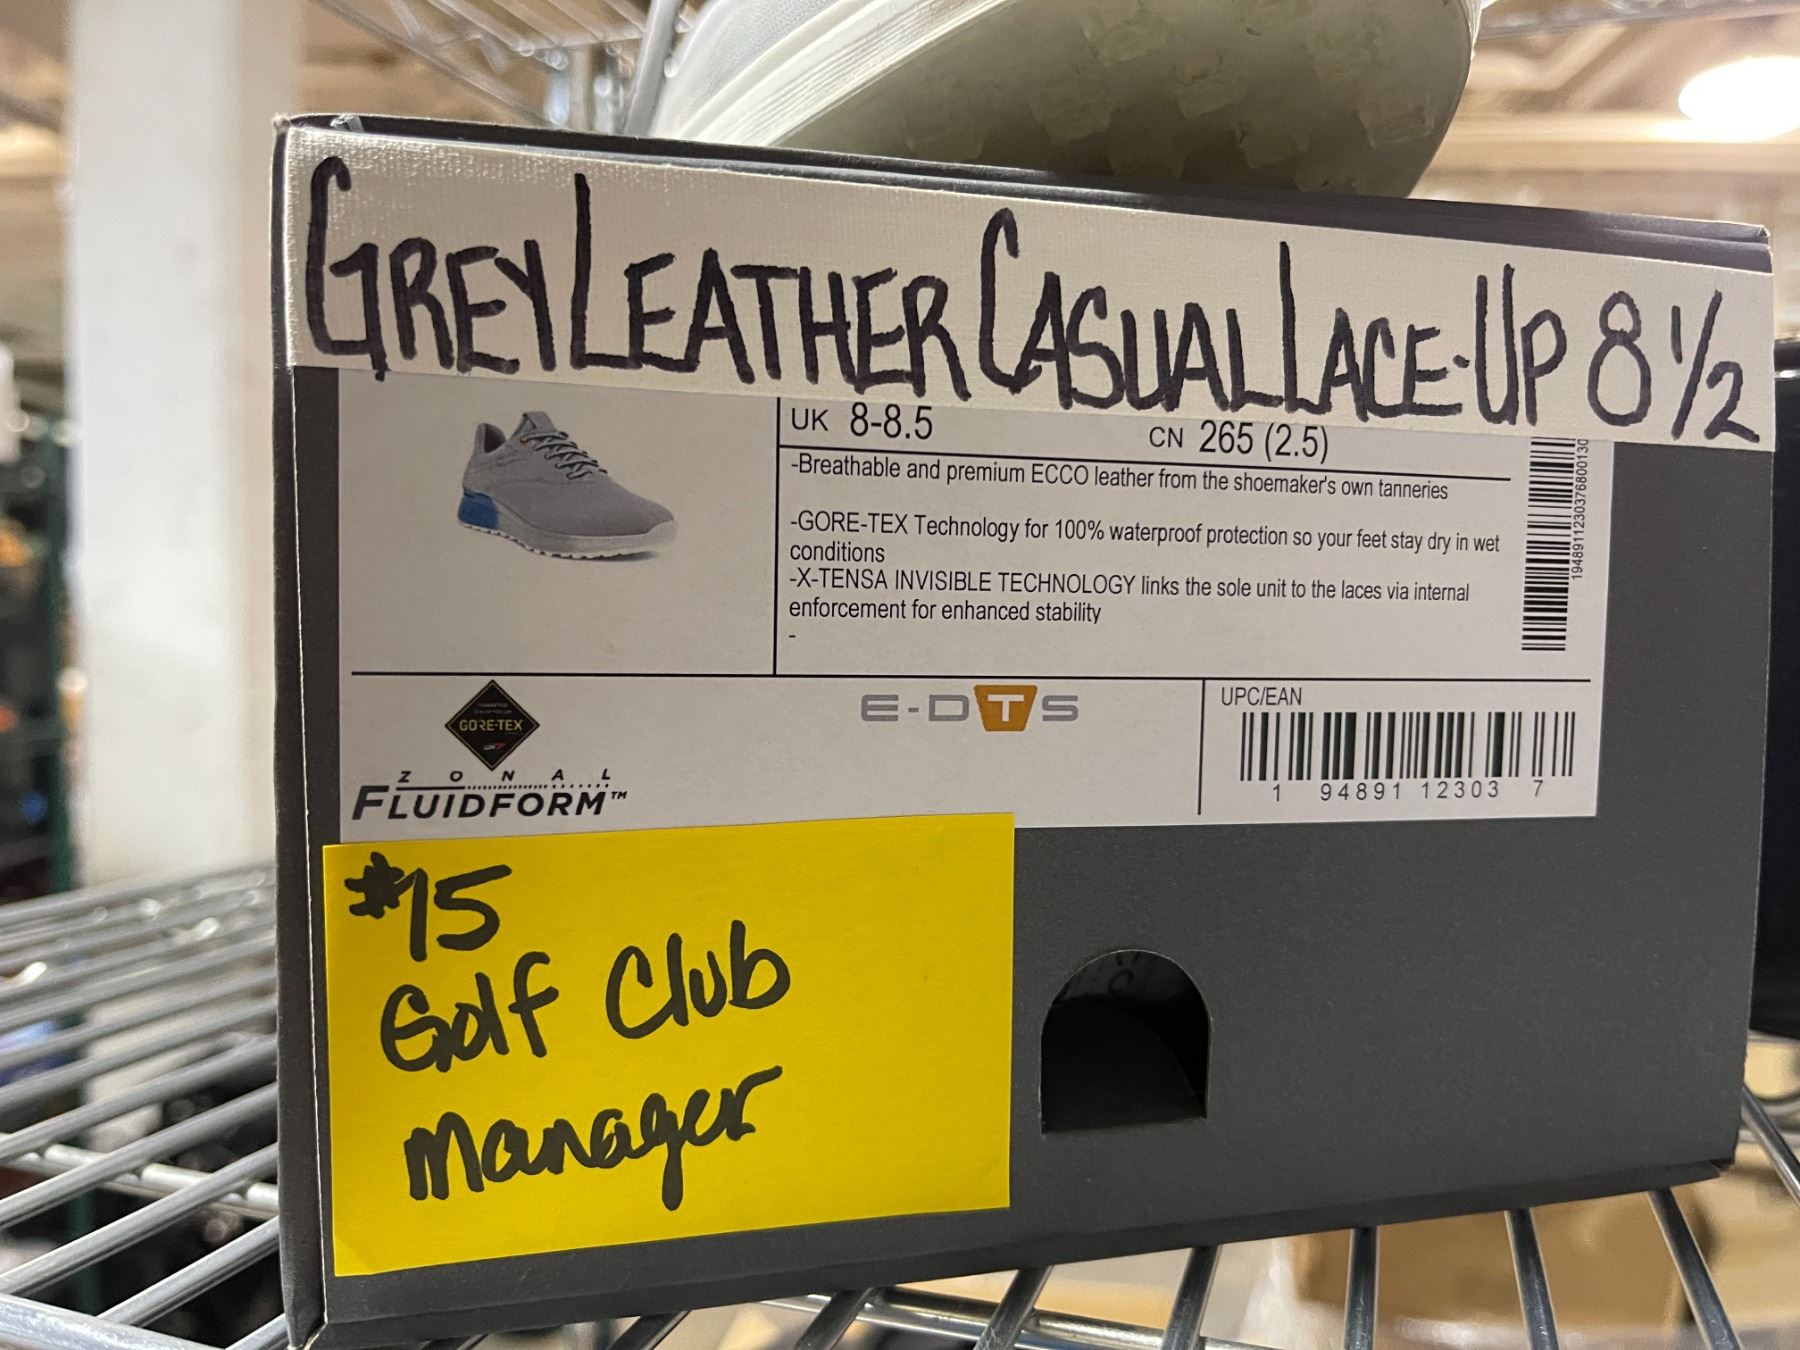 GREY LEATHER CASUAL LACE-UP 8 1/2
UK 8-8.5 CN 265 (2.5)
-Breathable and premium ECCO leather from the shoemaker's own tanneries
-GORE-TEX Technology for 100% waterproof protection so your feet stay dry in wet
conditions
-X-TENSA INVISIBLE TECHNOLOGY links the sole unit to the laces via internal
enforcement for enhanced stability
-
GORE-TEX
ZONAL
FLUIDFORM™
E-DTS
UPC/EAN
1 94891 12303 7
#15
Golf Club
Manager